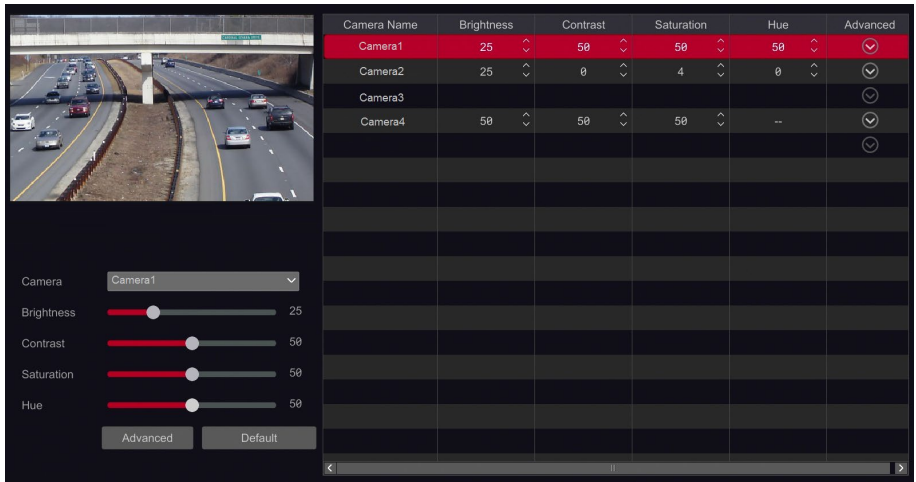 Camera Name Brightness Contrast Saturation Hue Advanced
Camera1 25 50 50 50
Camera2 25 0 4 0
Camera3
Camera4 50 50 50 --
Camera Camera1
Brightness 25
Contrast 50
Saturation 50
Hue 50
Advanced Default